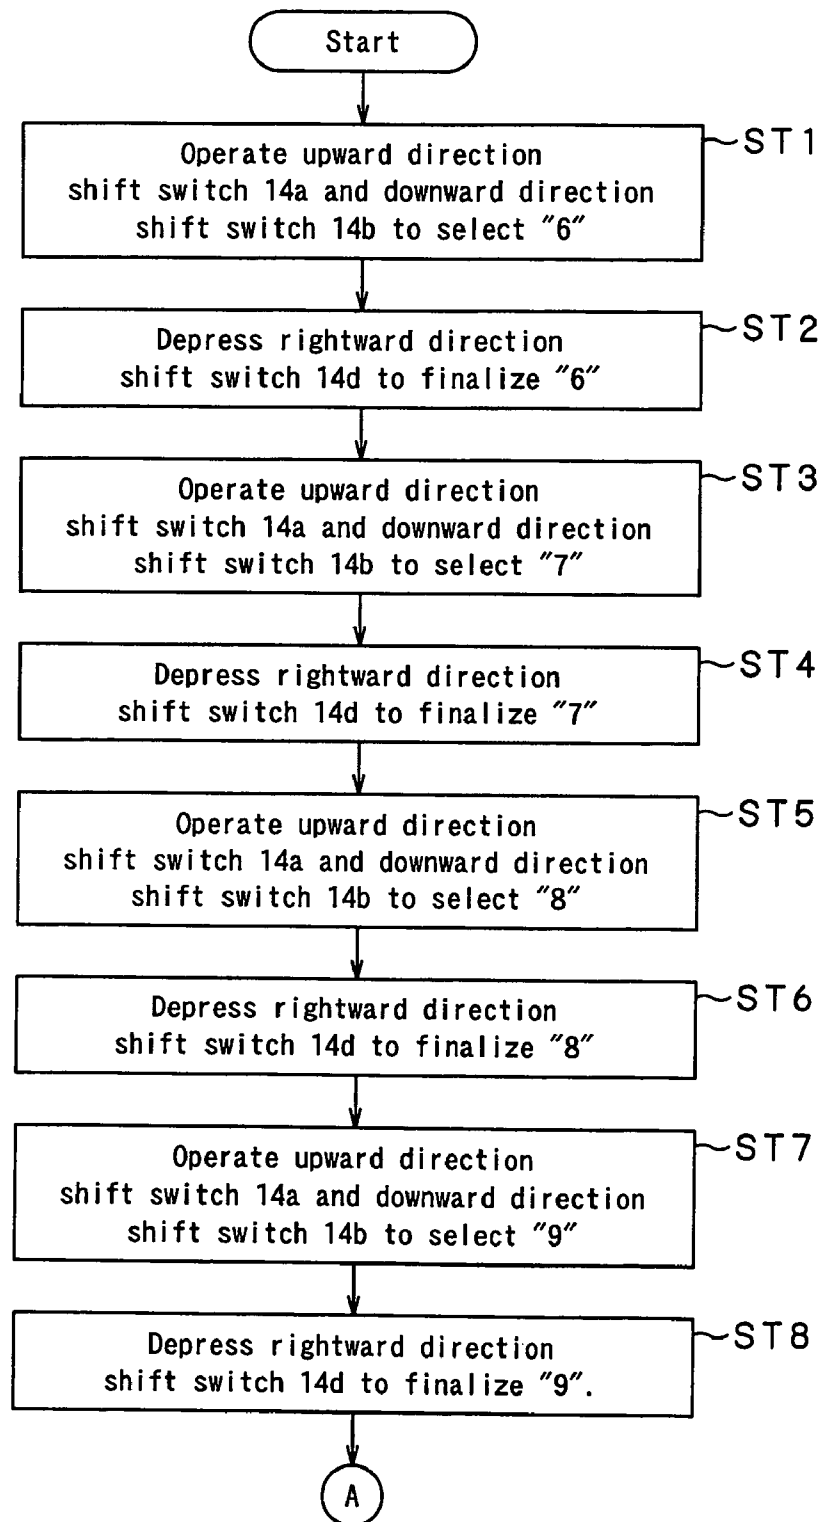 Start
ST1
Operate upward direction
shift switch 14a and downward direction
shift switch 14b to select "6"
ST2
Depress rightward direction
shift switch 14d to finalize "6"
ST3
Operate upward direction
shift switch 14a and downward direction
shift switch 14b to select "7"
ST4
Depress rightward direction
shift switch 14d to finalize "7"
ST5
Operate upward direction
shift switch 14a and downward direction
shift switch 14b to select "8"
ST6
Depress rightward direction
shift switch 14d to finalize "8"
ST7
Operate upward direction
shift switch 14a and downward direction
shift switch 14b to select "9"
ST8
Depress rightward direction
shift switch 14d to finalize "9".
A